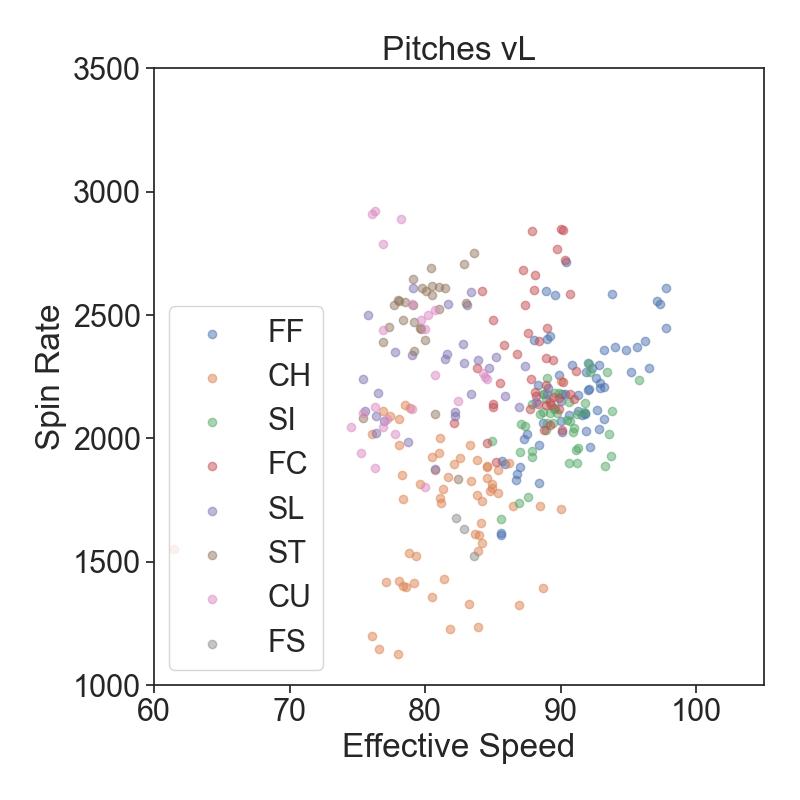 Pitches vL
3500
3000
2500
2000
1500
1000
Spin Rate
FF
CH
SI
FC
SL
ST
CU
FS
60 70 80 90 100
Effective Speed